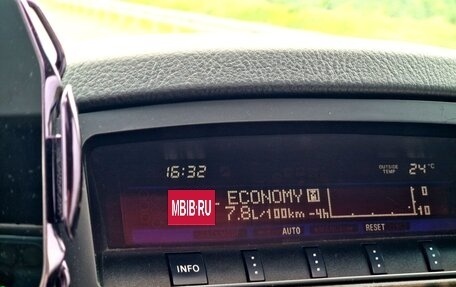 16:32
OUTSIDE TEMP 24°C
MBIB.RU
ECONOMY H
7.8L/100km -4h
0
10
AUTO RESET
INFO